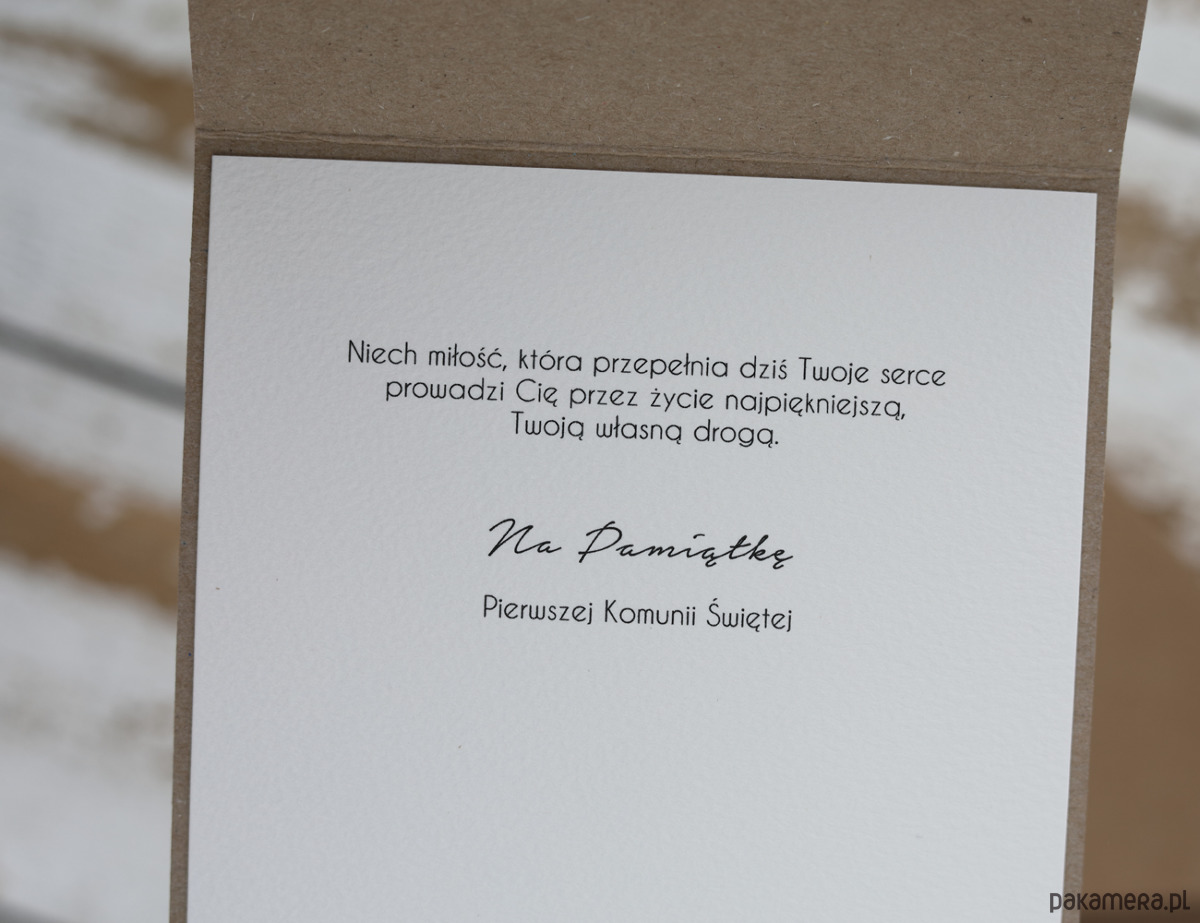 Niech miłość, która przepełnia dziś Twoje serce
prowadzi Cię przez życie najpiękniejszą,
Twoją własną drogą.
Na Pamiątkę
Pierwszej Komunii Świętej
pakamera.pl